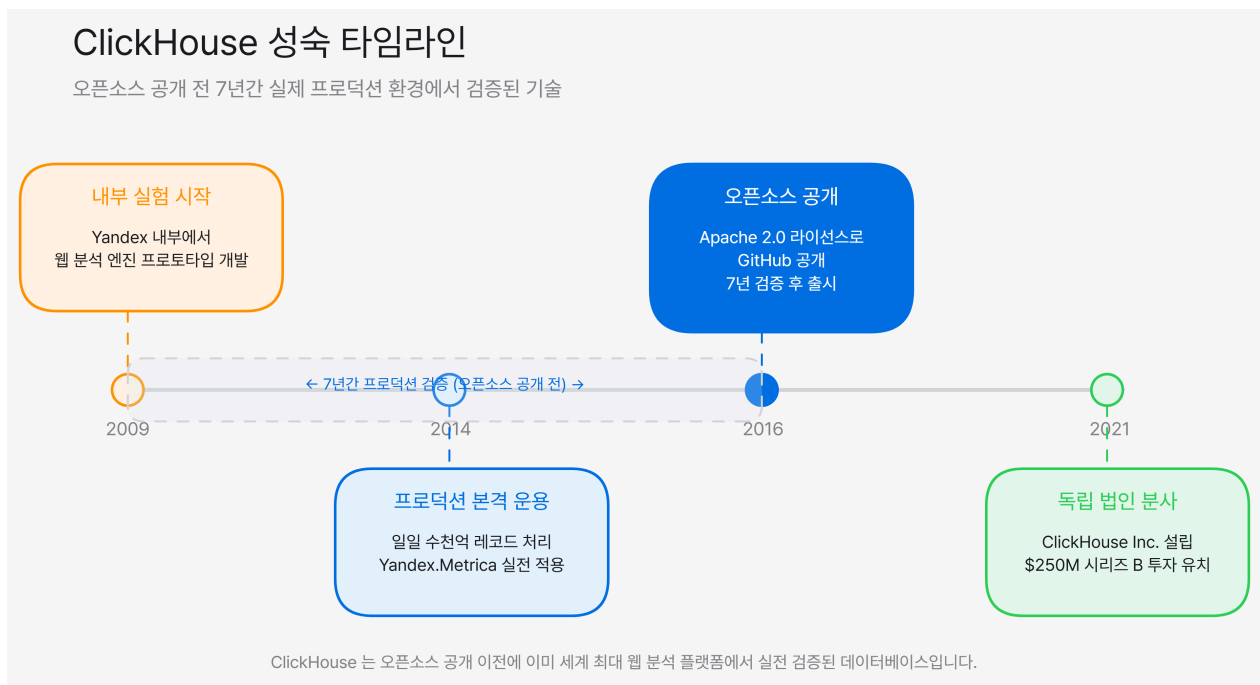 ClickHouse 성숙 타임라인
오픈소스 공개 전 7년간 실제 프로덕션 환경에서 검증된 기술
내부 실험 시작
Yandex 내부에서
웹 분석 엔진 프로토타입 개발
오픈소스 공개
Apache 2.0 라이선스로
GitHub 공개
7년 검증 후 출시
← 7년간 프로덕션 검증 (오픈소스 공개 전) →
2009
2014
2016
2021
프로덕션 본격 운용
일일 수천억 레코드 처리
Yandex.Metrica 실전 적용
독립 법인 분사
ClickHouse Inc. 설립
$250M 시리즈 B 투자 유치
ClickHouse 는 오픈소스 공개 이전에 이미 세계 최대 웹 분석 플랫폼에서 실전 검증된 데이터베이스입니다.